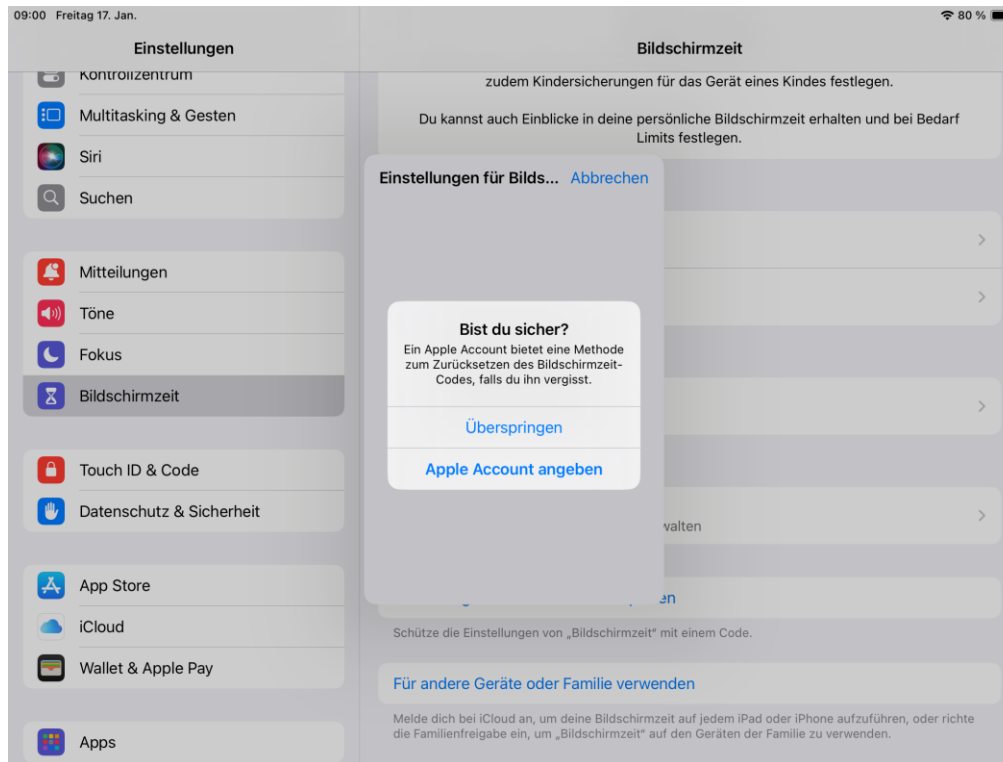 09:00 Freitag 17. Jan.
80 %
Einstellungen
Kontrollzentrum
Multitasking & Gesten
Siri
Suchen
Mitteilungen
Töne
Fokus
Bildschirmzeit
Touch ID & Code
Datenschutz & Sicherheit
App Store
iCloud
Wallet & Apple Pay
Apps
Bildschirmzeit
zudem Kindersicherungen für das Gerät eines Kindes festlegen.
Du kannst auch Einblicke in deine persönliche Bildschirmzeit erhalten und bei Bedarf
Limits festlegen.
Einstellungen für Bilds... Abbrechen
Bist du sicher?
Ein Apple Account bietet eine Methode
zum Zurücksetzen des Bildschirmzeit-
Codes, falls du ihn vergisst.
Überspringen
Apple Account angeben
Schütze die Einstellungen von „Bildschirmzeit“ mit einem Code.
Für andere Geräte oder Familie verwenden
Melde dich bei iCloud an, um deine Bildschirmzeit auf jedem iPad oder iPhone aufzuführen, oder richte
die Familienfreigabe ein, um „Bildschirmzeit“ auf den Geräten der Familie zu verwenden.